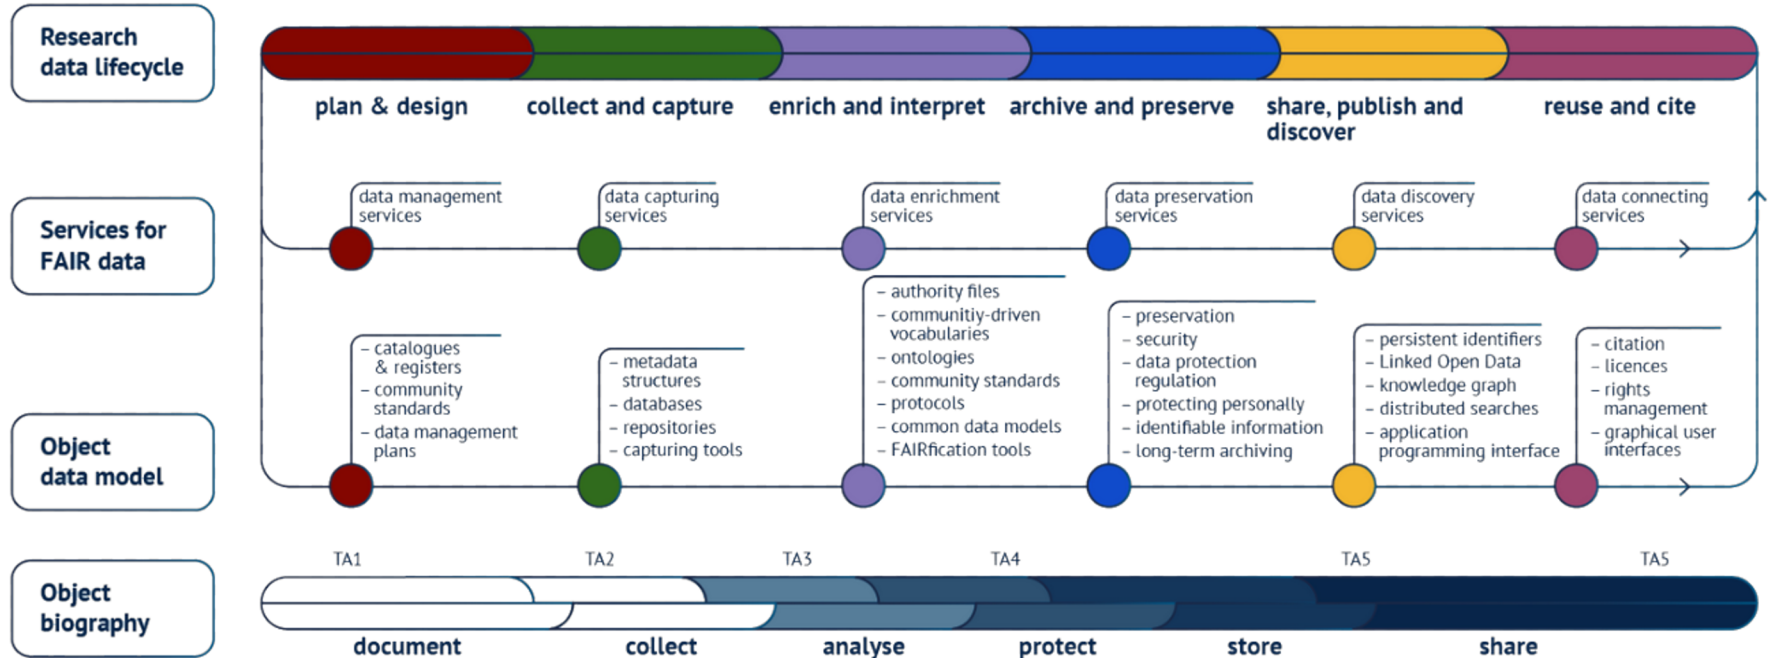 Research
data lifecycle
plan & design
collect and capture
enrich and interpret
archive and preserve
share, publish and
discover
reuse and cite
Services for
FAIR data
data management
services
data capturing
services
data enrichment
services
data preservation
services
data discovery
services
data connecting
services
Object
data model
– catalogues
& registers
– community
standards
– data management
plans
– metadata
structures
– databases
– repositories
– capturing tools
– authority files
– communitiy-driven
vocabularies
– ontologies
– community standards
– protocols
– common data models
– FAIRfication tools
– preservation
– security
– data protection
regulation
– protecting personally
– identifiable information
– long-term archiving
– persistent identifiers
– Linked Open Data
– knowledge graph
– distributed searches
– application
programming interface
– citation
– licences
– rights
management
– graphical user
interfaces
Object
biography
TA1
TA2
TA3
TA4
TA5
TA5
document
collect
analyse
protect
store
share